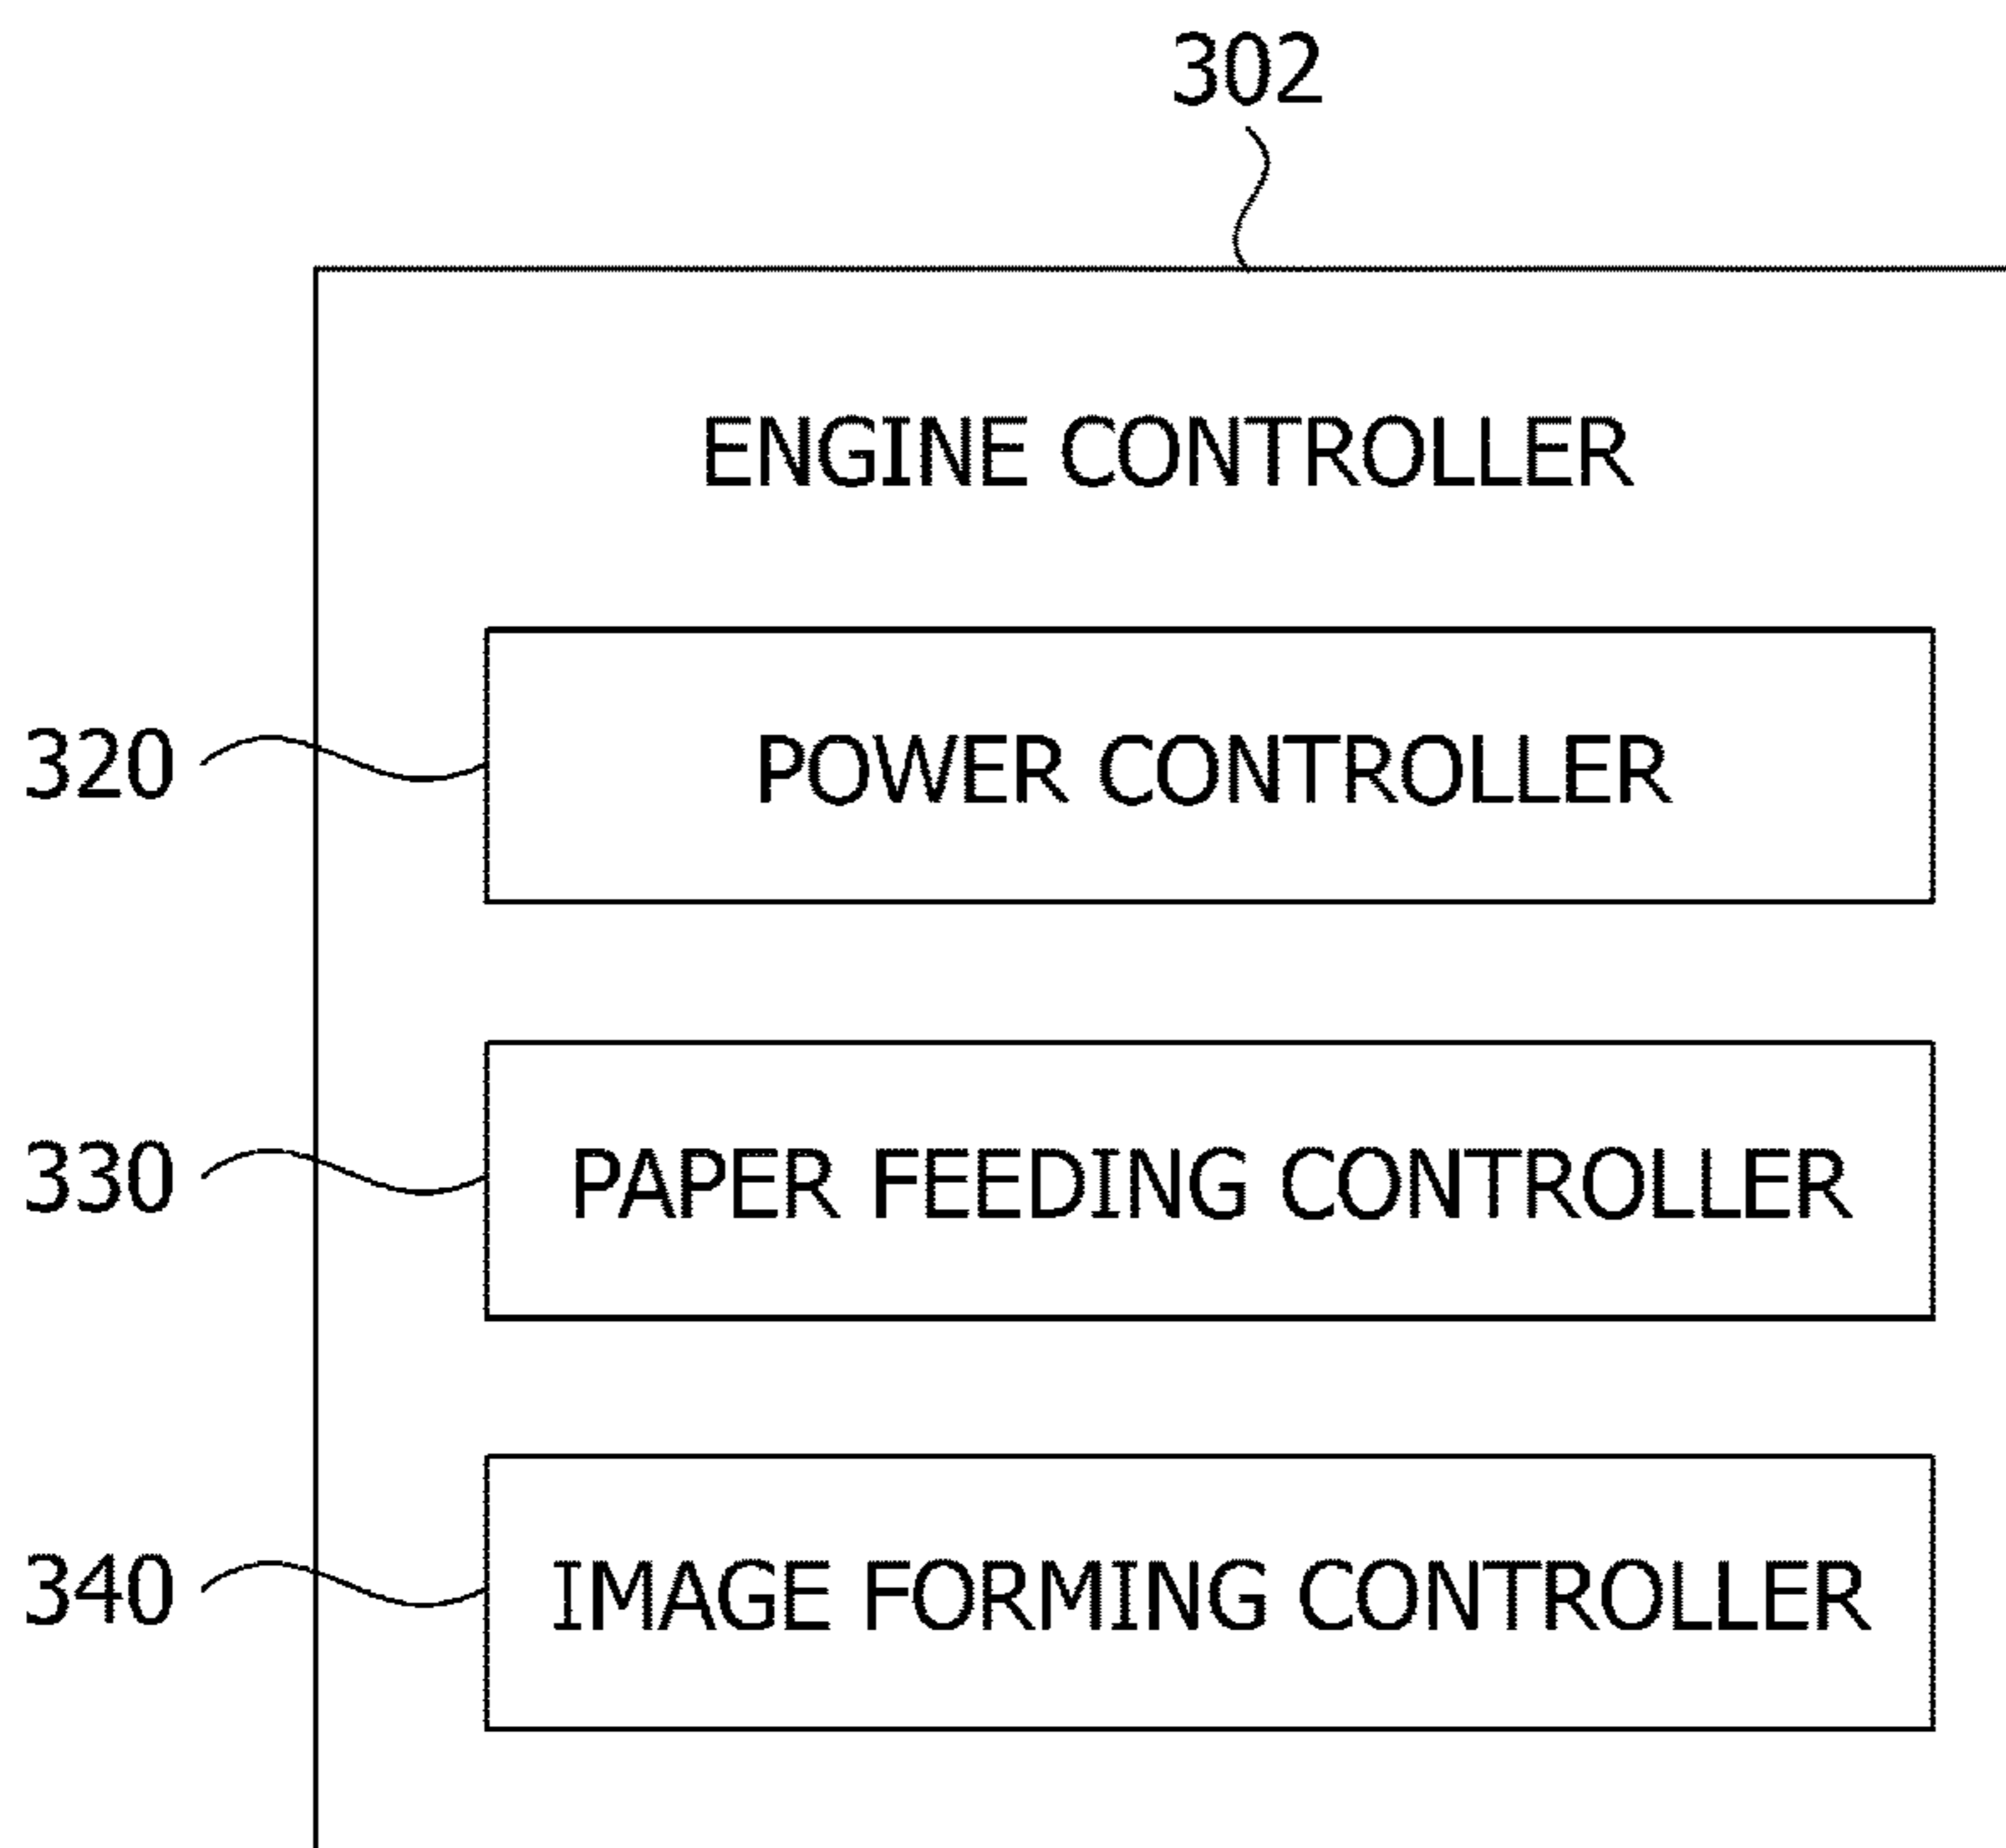 302
ENGINE CONTROLLER
320 POWER CONTROLLER
330 PAPER FEEDING CONTROLLER
340 IMAGE FORMING CONTROLLER